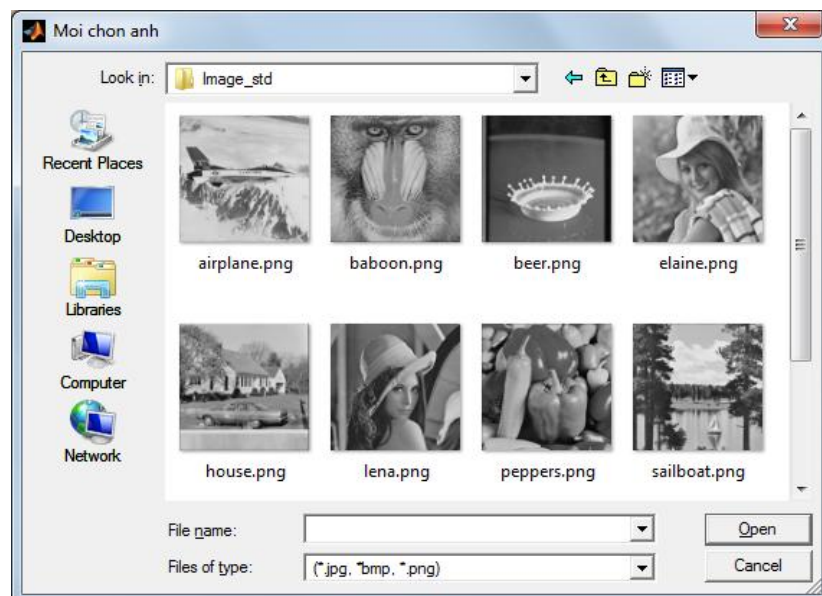 Moi chon anh
Look in:
Image_std
Recent Places
Desktop
Libraries
Computer
Network
airplane.png
baboon.png
beer.png
elaine.png
house.png
lena.png
peppers.png
sailboat.png
File name:
Open
Files of type:
(*.jpg, *bmp, *.png)
Cancel